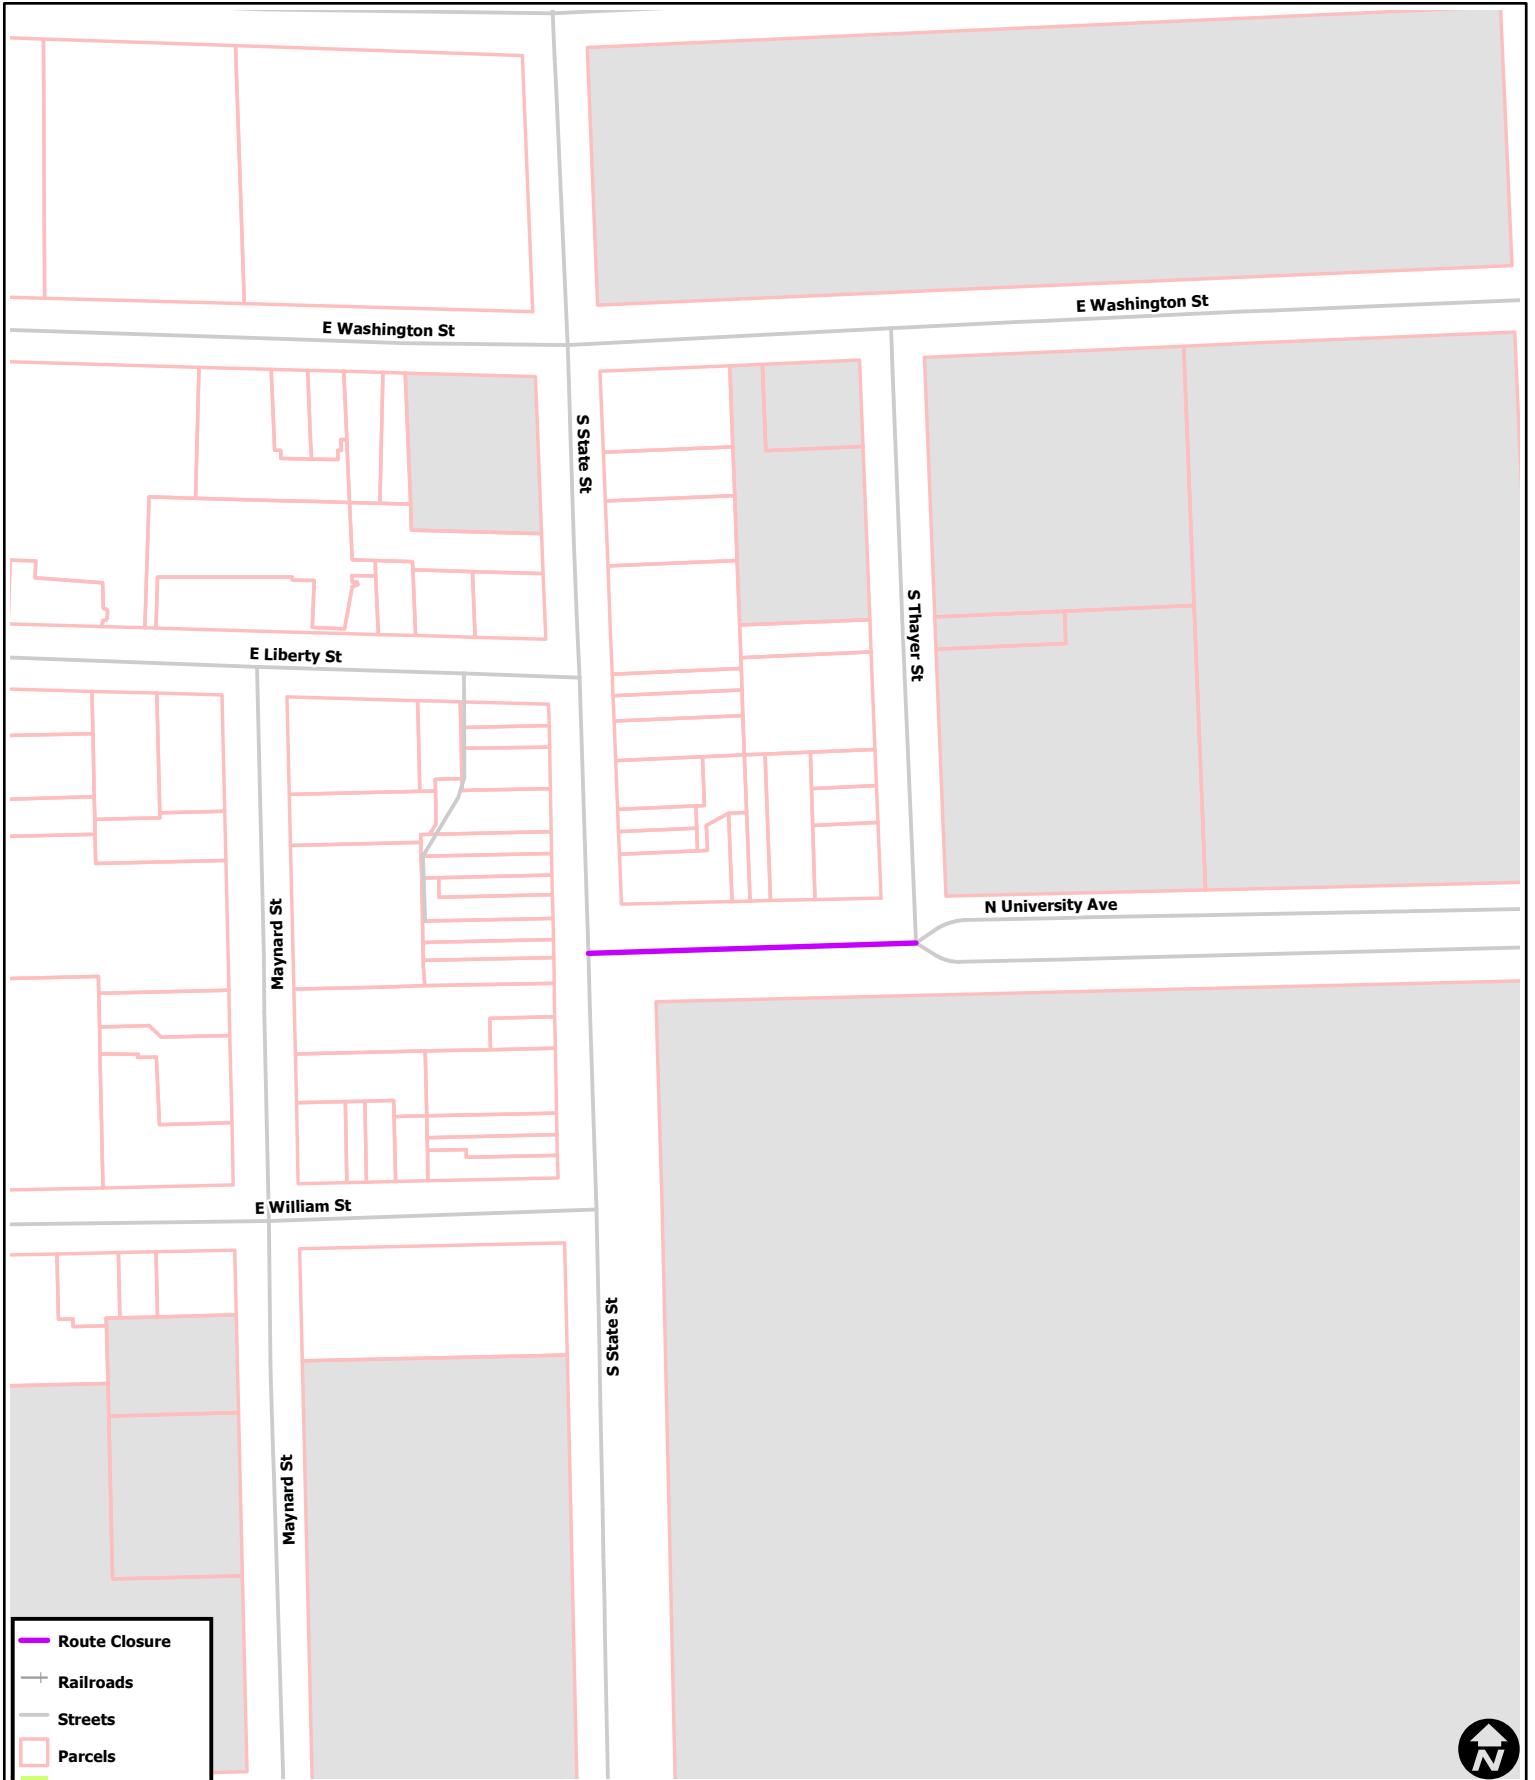 E Washington St
E Washington St
S State St
S Thayer St
E Liberty St
Maynard St
N University Ave
E William St
S State St
Maynard St
Route Closure
Railroads
Streets
Parcels
N